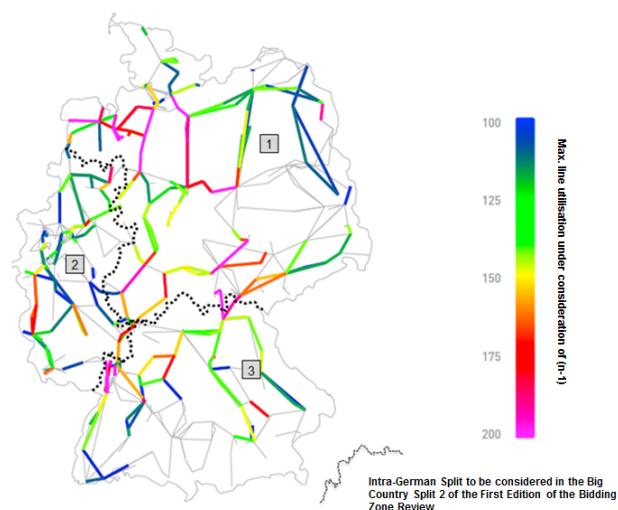 1
2
3
100
125
150
175
200
Max. line utilisation under consideration of (n-1)
Intra-German Split to be considered in the Big
Country Split 2 of the First Edition of the Bidding
Zone Review